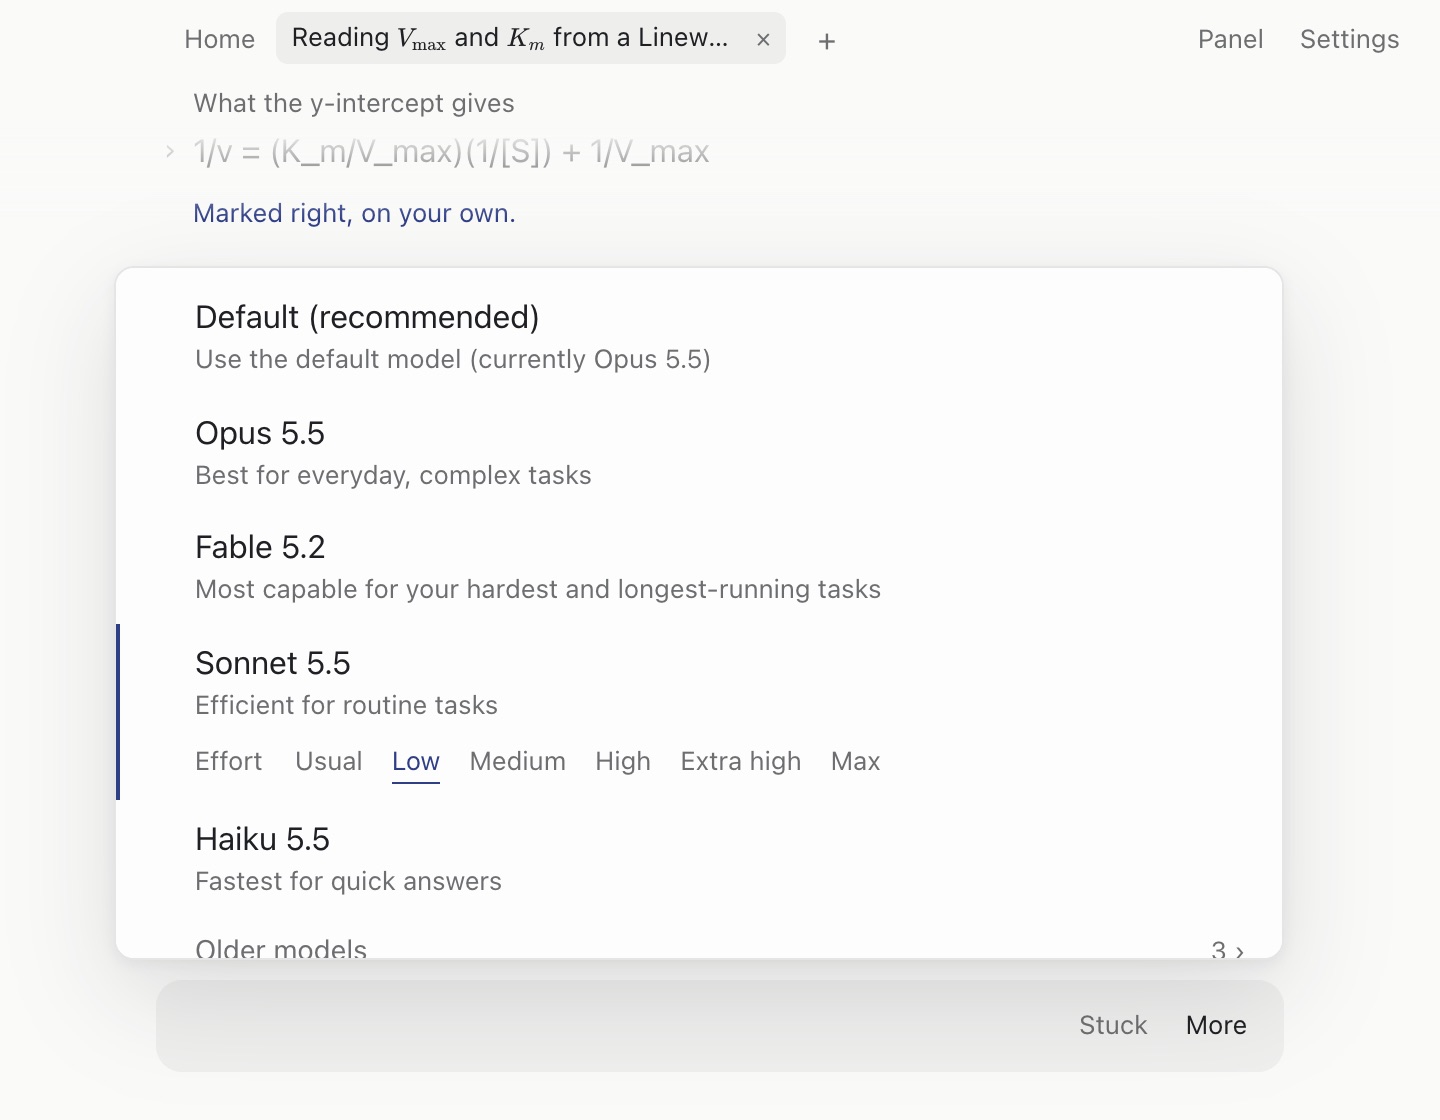 Home
Reading Vmax and Km from a Linew...
×
+
Panel
Settings
What the y-intercept gives
› 1/v = (K_m/V_max)(1/[S]) + 1/V_max
Marked right, on your own.
Default (recommended)
Use the default model (currently Opus 5.5)
Opus 5.5
Best for everyday, complex tasks
Fable 5.2
Most capable for your hardest and longest-running tasks
Sonnet 5.5
Efficient for routine tasks
Effort Usual Low Medium High Extra high Max
Haiku 5.5
Fastest for quick answers
Older models 3 ›
Stuck More